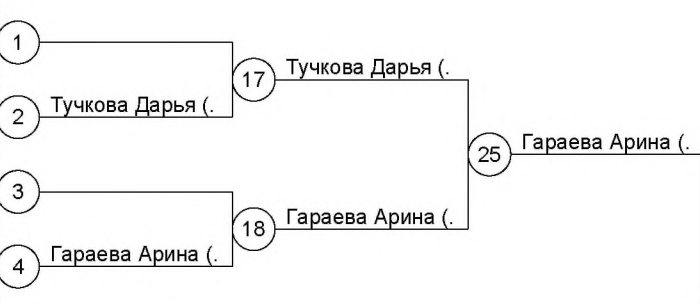 1
Тучкова Дарья (.
17
Тучкова Дарья (.
2
25
Гараева Арина (.
3
Гараева Арина (.
18
Гараева Арина (.
4